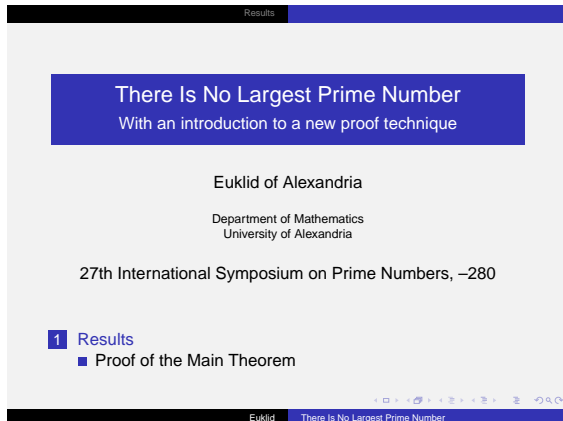 Results
There Is No Largest Prime Number
With an introduction to a new proof technique
Euklid of Alexandria
Department of Mathematics
University of Alexandria
27th International Symposium on Prime Numbers, –280
1 Results
Proof of the Main Theorem
Euklid There Is No Largest Prime Number